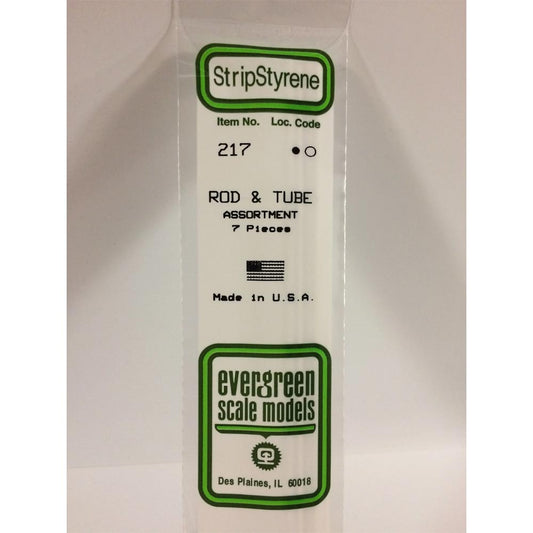 StripStyrene
Item No. Loc. Code
217
ROD & TUBE
ASSORTMENT
7 Pieces
Made in U.S.A.
evergreen
scale models
Des Plaines, IL 60018